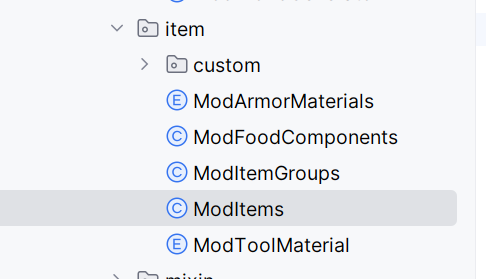 item
custom
E ModArmorMaterials
C ModFoodComponents
C ModItemGroups
C ModItems
E ModToolMaterial